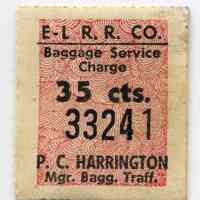 E-L R. R. CO.
Baggage Service
Charge
35 cts.
33241
P. C. HARRINGTON
Mgr. Bagg. Traff.